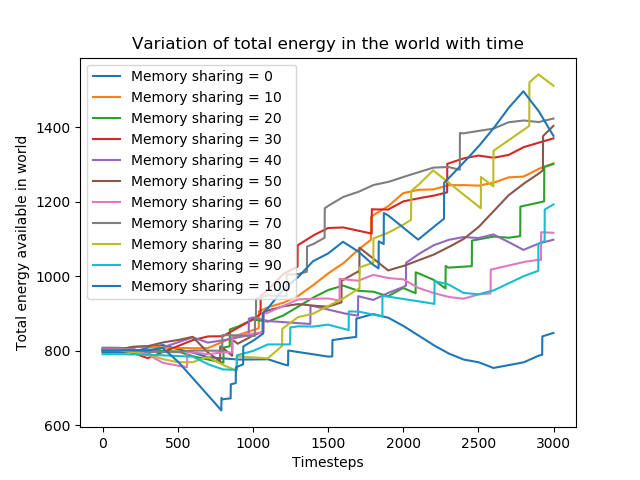 Variation of total energy in the world with time
Total energy available in world
1400
1200
1000
800
600
Memory sharing = 0
Memory sharing = 10
Memory sharing = 20
Memory sharing = 30
Memory sharing = 40
Memory sharing = 50
Memory sharing = 60
Memory sharing = 70
Memory sharing = 80
Memory sharing = 90
Memory sharing = 100
0 500 1000 1500 2000 2500 3000
Timesteps